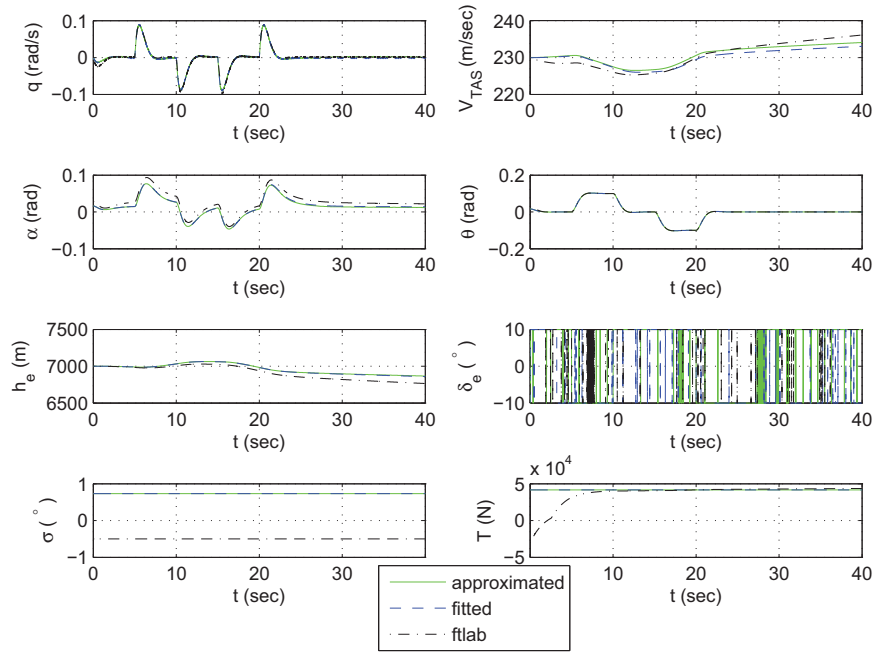 0.1
0
−0.1
q (rad/s)
0 10 20 30 40
t (sec)
240
230
220
V_TAS (m/sec)
0 10 20 30 40
t (sec)
0.1
0
−0.1
α (rad)
0 10 20 30 40
t (sec)
0.2
0
−0.2
θ (rad)
0 10 20 30 40
t (sec)
7500
7000
6500
h_e (m)
0 10 20 30 40
t (sec)
10
0
−10
δ_e (°)
0 10 20 30 40
t (sec)
1
0
−1
σ (°)
0 10 20 30 40
t (sec)
x 10^4
5
0
−5
T (N)
0 10 20 30 40
t (sec)
approximated
fitted
ftlab